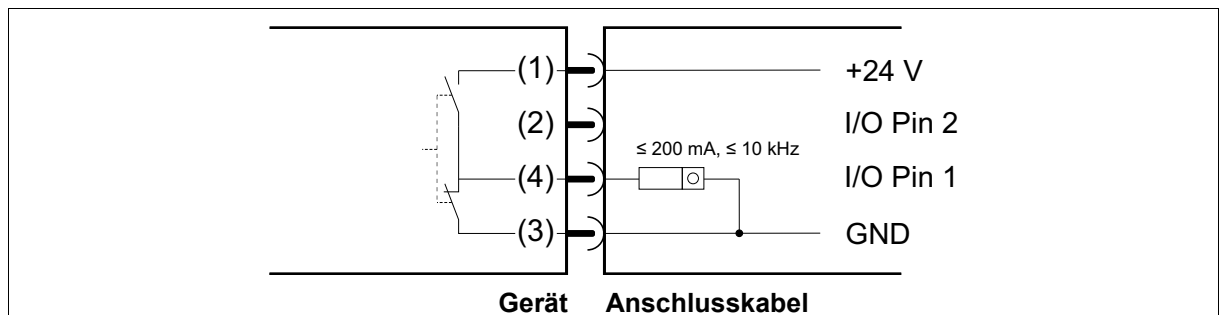 (1) +24 V
(2) I/O Pin 2
≤ 200 mA, ≤ 10 kHz
(4) I/O Pin 1
(3) GND
Gerät Anschlusskabel